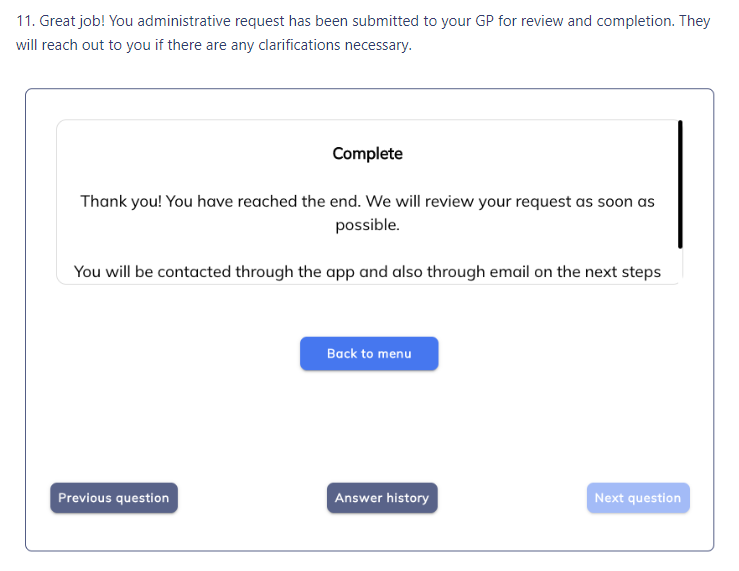 11. Great job! You administrative request has been submitted to your GP for review and completion. They
will reach out to you if there are any clarifications necessary.
Complete
Thank you! You have reached the end. We will review your request as soon as
possible.
You will be contacted through the app and also through email on the next steps
Back to menu
Previous question
Answer history
Next question